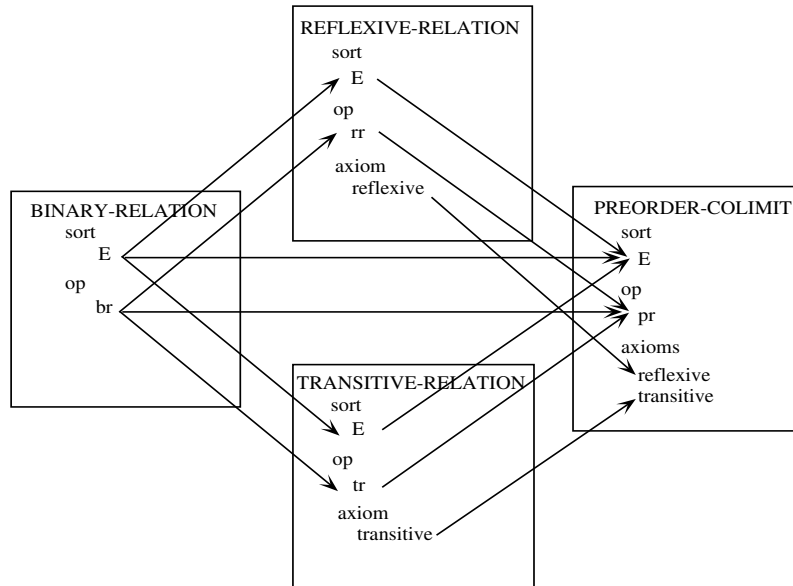 REFLEXIVE-RELATION
sort
E
op
rr
axiom
reflexive
BINARY-RELATION
sort
E
op
br
PREORDER-COLIMIT
sort
E
op
pr
axioms
reflexive
transitive
TRANSITIVE-RELATION
sort
E
op
tr
axiom
transitive